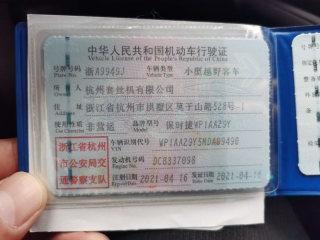 中华人民共和国机动车行驶证
Vehicle License of the People's Republic of China
号牌号码 浙A9949J 车辆类型 小型越野客车
Plate No. Vehicle Type
所有人 杭州套丝机有限公司
Owner
住址 浙江省杭州市拱墅区莫干山路528号-1
Address
使用性质 非营运 品牌型号 保时捷WP1AA29Y
Use Character Model
浙江省杭州
市公安局交
通警察支队
车辆识别代号
VIN
发动机号码 DCB337098
Engine No.
注册日期 2021-04-16 发证日期 2021-04-16
Register Date Issue Date